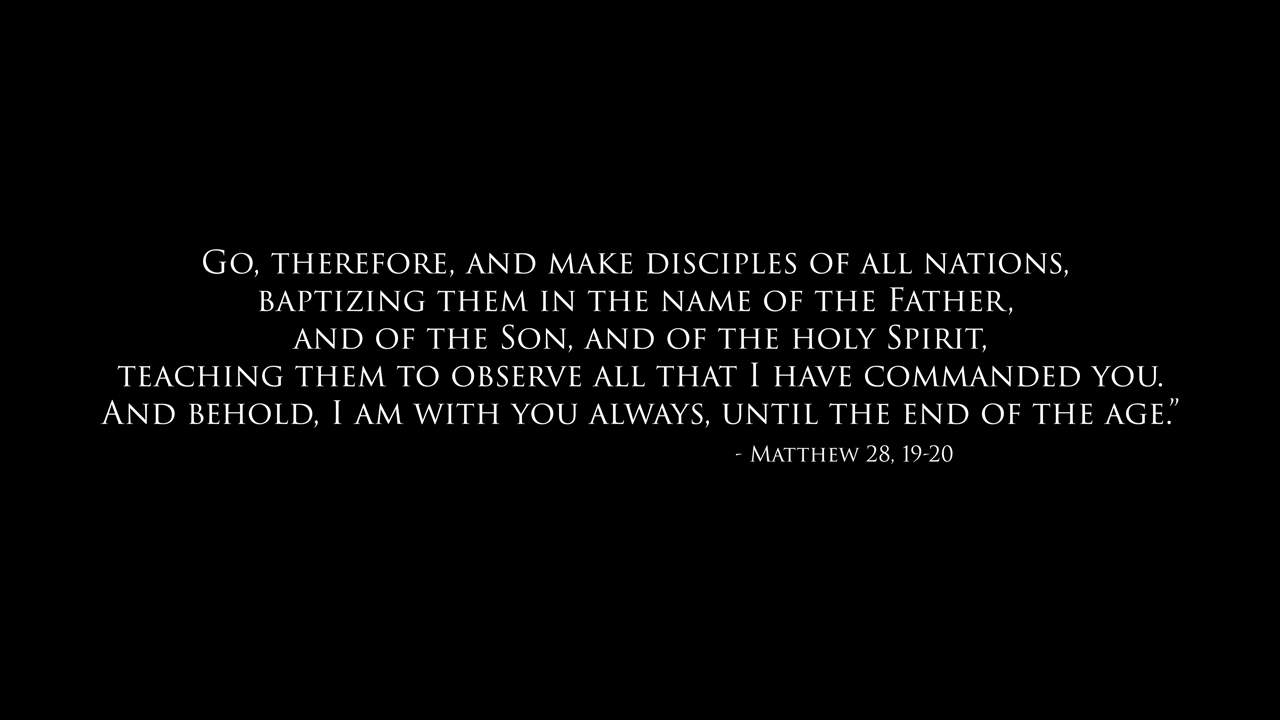 Go, therefore, and make disciples of all nations,
baptizing them in the name of the Father,
and of the Son, and of the holy Spirit,
teaching them to observe all that I have commanded you.
And behold, I am with you always, until the end of the age.”
- Matthew 28, 19-20